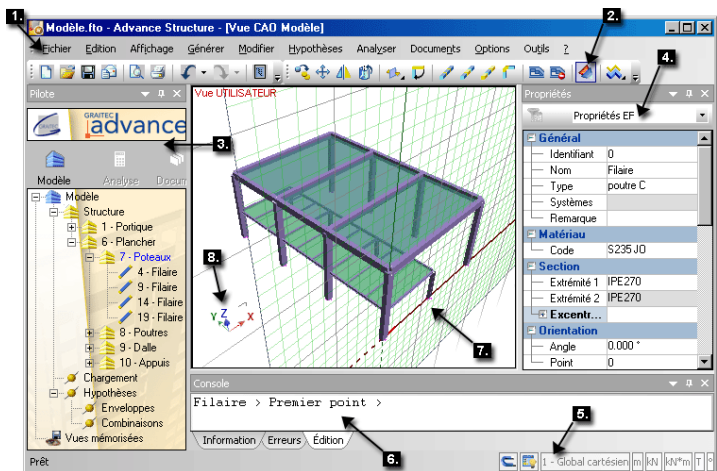 Modèle.fto - Advance Structure - [Vue CAO Modèle]
1.
2.
Fichier Edition Affichage Générer Modifier Hypothèses Analyser Documents Options Outils ?
Pilote
Vue UTILISATEUR
Propriétés
4.
GRAITEC
advance
Propriétés EF
3.
Modèle Analyse Docum
Général
Identifiant 0
Nom Filaire
Type poutre C
Systèmes
Remarque
Matériau
Code S235 JO
Section
Extrémité 1 IPE270
Extrémité 2 IPE270
Excentr...
Orientation
Angle 0.000 °
Point 0
Modèle
Structure
1 - Portique
6 - Plancher
7 - Poteaux
4 - Filaire
9 - Filaire
14 - Filaire
19 - Filaire
8 - Poutres
9 - Dalle
10 - Appuis
Chargement
Hypothèses
Enveloppes
Combinaisons
Vues mémorisées
8.
Z
Y X
7.
Console
Filaire > Premier point >
6.
5.
Information Erreurs Édition
Prêt
1 - Global cartésien m kN kN*m T °